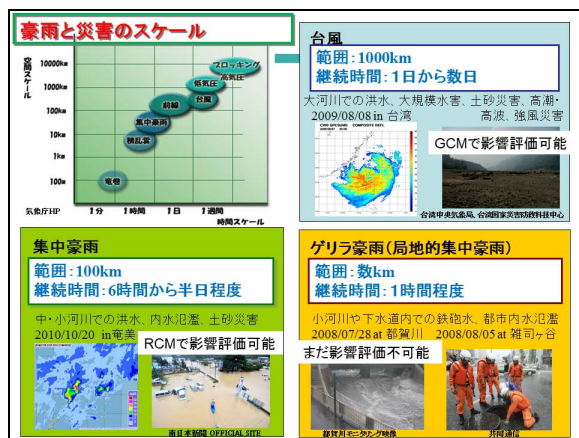 豪雨と災害のスケール
空間スケール
10000km
1000km
100km
10km
1km
100m
ブロッキング
高気圧
低気圧
台風
前線
集中豪雨
積乱雲
竜巻
気象庁HP
1分
1時間
1日
1週間
時間スケール
台風
範囲:1000km
継続時間:1日から数日
大河川での洪水、大規模水害、土砂災害、高潮・
高波、強風災害
2009/08/08 in 台湾
GCMで影響評価可能
台湾中央気象局、台湾国家災害防救科技中心
集中豪雨
範囲:100km
継続時間:6時間から半日程度
中・小河川での洪水、内水氾濫、土砂災害
2010/10/20 in奄美
RCMで影響評価可能
南日本新聞 OFFICIAL SITE
ゲリラ豪雨(局地的集中豪雨)
範囲:数km
継続時間:1時間程度
小河川や下水道内での鉄砲水、都市内水氾濫
2008/07/28 at 都賀川
2008/08/05 at 雑司ヶ谷
まだ影響評価不可能
都賀川モニタリング映像
共同通信